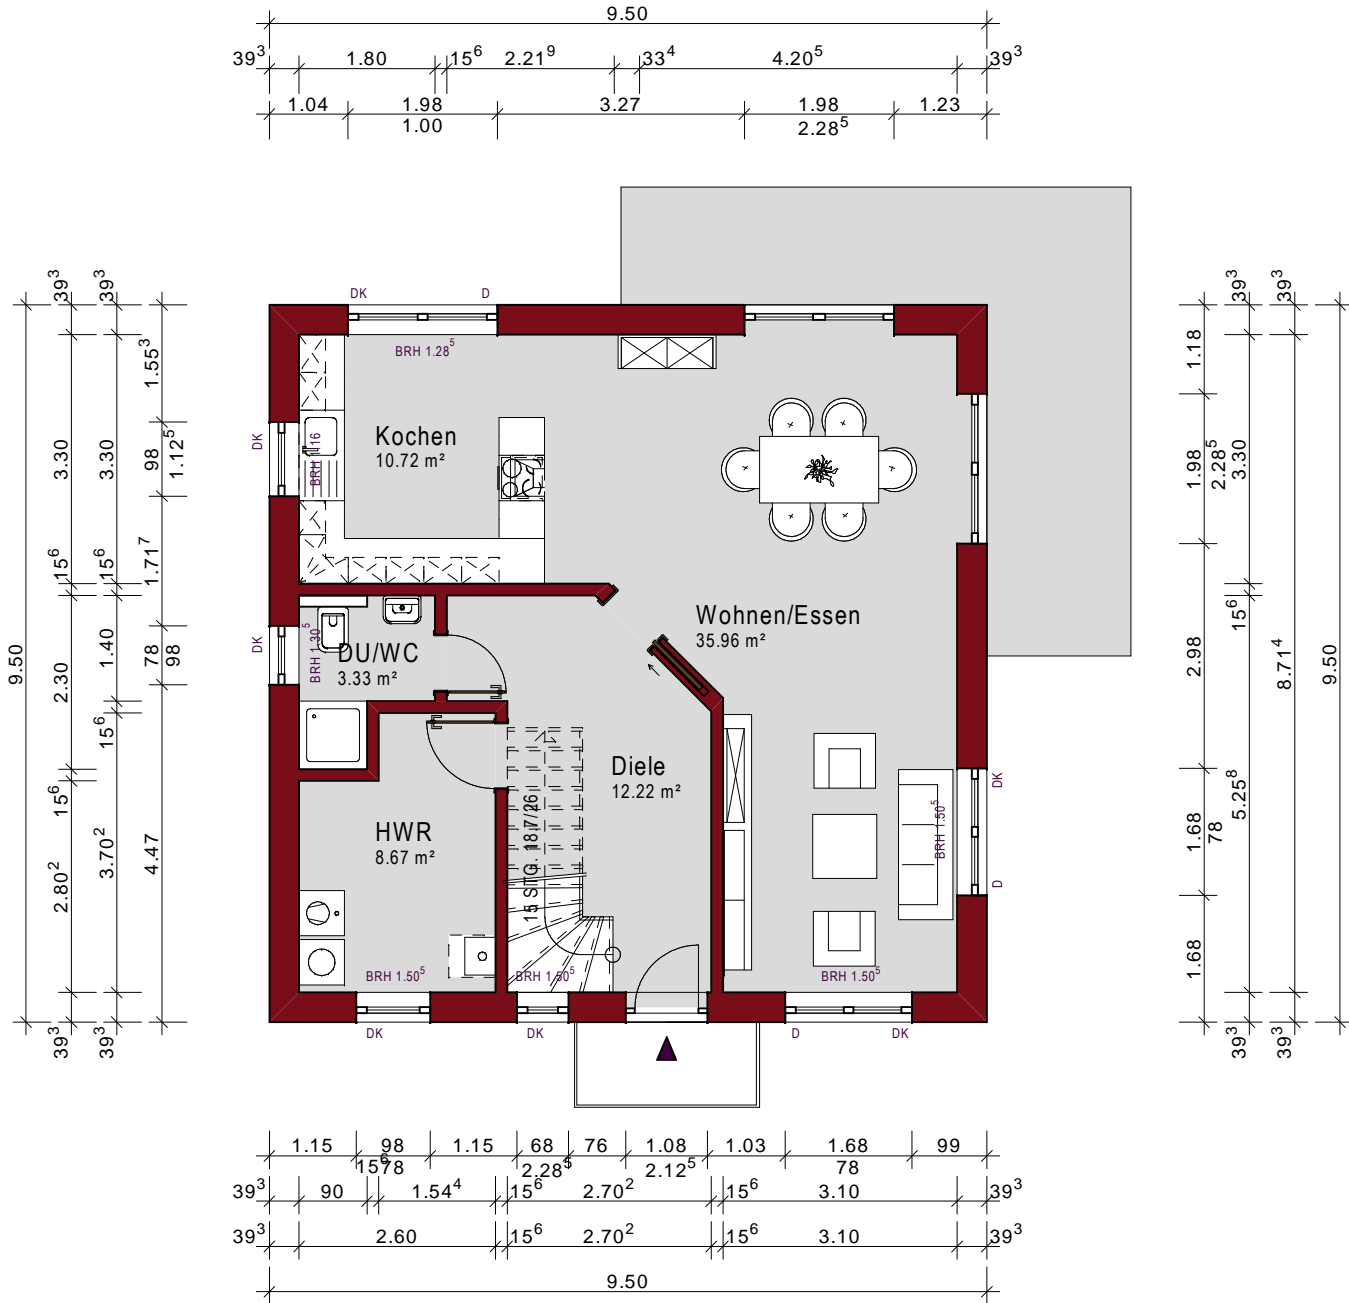 9.50
39³ 1.80 15⁶ 2.21⁹ 33⁴ 4.20⁵ 39³
1.04 1.98 3.27 1.98 1.23
1.00 2.28⁵
DK D
BRH 1.28⁵
Kochen
10.72 m²
DK
BRH 1.16
Wohnen/Essen
35.96 m²
DK
BRH 1.30⁵
DU/WC
3.33 m²
Diele
12.22 m²
HWR
8.67 m²
15 STG. 18.7/26
DK
BRH 1.50⁵
D
BRH 1.50⁵
BRH 1.50⁵
BRH 1.50⁵
DK
DK
D
DK
9.50
39³ 3.30 15⁶ 2.30 15⁶ 2.80² 39³
39³ 3.30 15⁶ 1.40 15⁶ 3.70² 39³
1.55³ 98 1.71⁷ 78 4.47
1.12⁵ 98
1.18 1.98 2.98 1.68 1.68
2.28⁵ 78
39³ 3.30 15⁶ 5.25⁸ 39³
39³ 8.71⁴ 39³
9.50
1.15 98 1.15 68 76 1.08 1.03 1.68 99
78 2.28⁵ 2.12⁵ 78
39³ 90 15⁶ 1.54⁴ 15⁶ 2.70² 15⁶ 3.10 39³
39³ 2.60 15⁶ 2.70² 15⁶ 3.10 39³
9.50